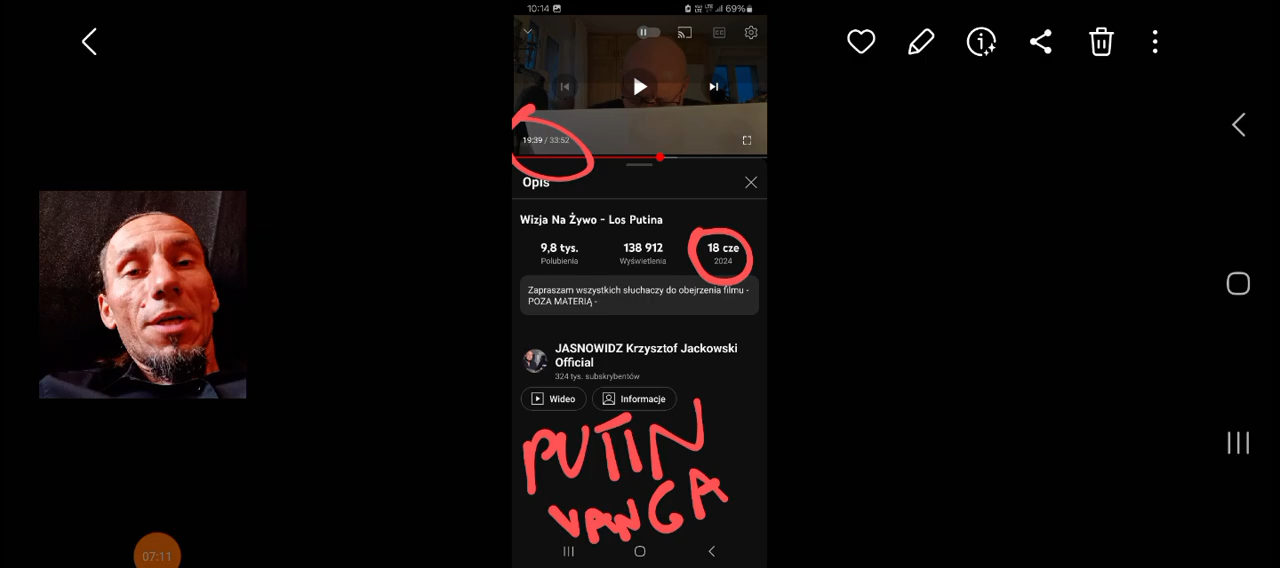 10:14
69%
CC
19:39 / 33:52
Opis
Wizja Na Żywo - Los Putina
9,8 tys. 138 912 18 cze
Polubienia Wyświetlenia 2024
Zapraszam wszystkich słuchaczy do obejrzenia filmu -
POZA MATERIĄ -
JASNOWIDZ Krzysztof Jackowski
Official
324 tys. subskrybentów
Wideo Informacje
PUTIN
VANGA
07:11